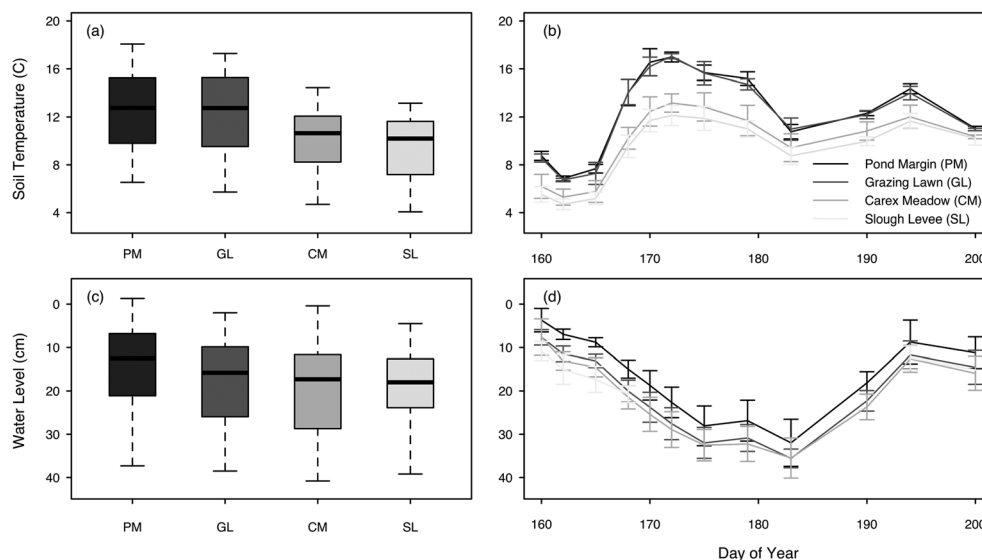 (a)
(b)
Soil Temperature (C)
20
16
12
8
4
PM
GL
CM
SL
20
16
12
8
4
Pond Margin (PM)
Grazing Lawn (GL)
Carex Meadow (CM)
Slough Levee (SL)
160
170
180
190
200
(c)
(d)
Water Level (cm)
0
10
20
30
40
PM
GL
CM
SL
0
10
20
30
40
160
170
180
190
200
Day of Year